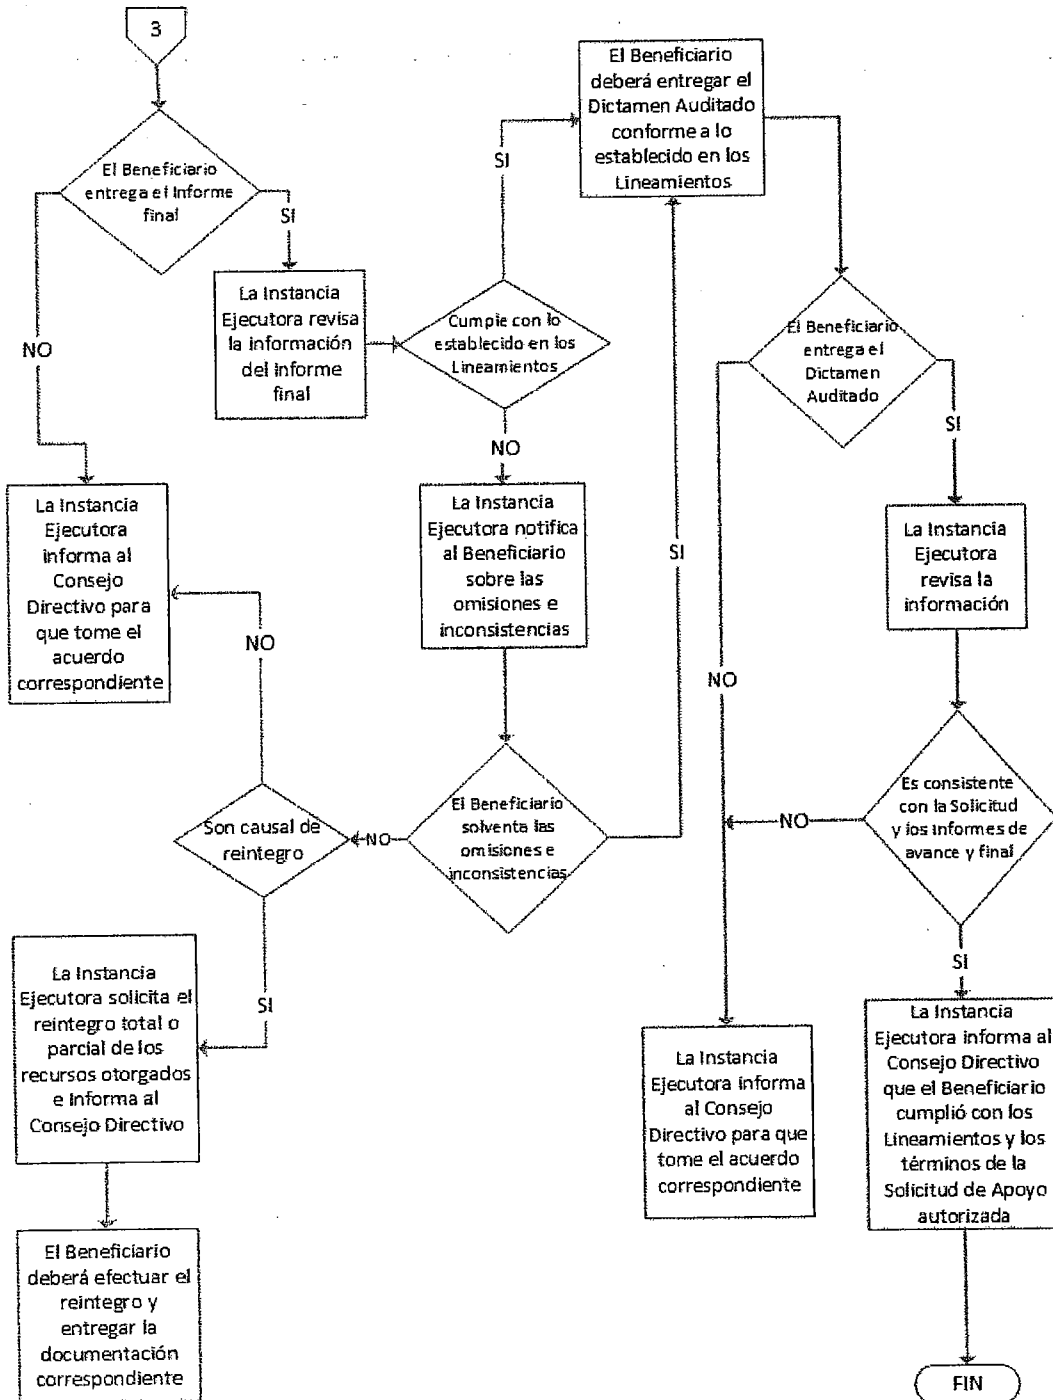 3
El Beneficiario
entrega el Informe
final
SI
NO
La Instancia
Ejecutora revisa
la información
del Informe
final
Cumple con lo
establecido en los
Lineamientos
SI
NO
El Beneficiario
deberá entregar el
Dictamen Auditado
conforme a lo
establecido en los
Lineamientos
El Beneficiario
entrega el
Dictamen
Auditado
SI
NO
La Instancia
Ejecutora
informa al
Consejo
Directivo para
que tome el
acuerdo
correspondiente
La Instancia
Ejecutora notifica
al Beneficiario
sobre las
omisiones e
inconsistencias
SI
La Instancia
Ejecutora
revisa la
información
NO
Son causal de
reintegro
NO
El Beneficiario
solventa las
omisiones e
inconsistencias
NO
Es consistente
con la Solicitud
y los Informes de
avance y final
SI
SI
La Instancia
Ejecutora solicita el
reintegro total o
parcial de los
recursos otorgados
e Informa al
Consejo Directivo
La Instancia
Ejecutora informa
al Consejo
Directivo para que
tome el acuerdo
correspondiente
La Instancia
Ejecutora informa al
Consejo Directivo
que el Beneficiario
cumplió con los
Lineamientos y los
términos de la
Solicitud de Apoyo
autorizada
El Beneficiario
deberá efectuar el
reintegro y
entregar la
documentación
correspondiente
FIN